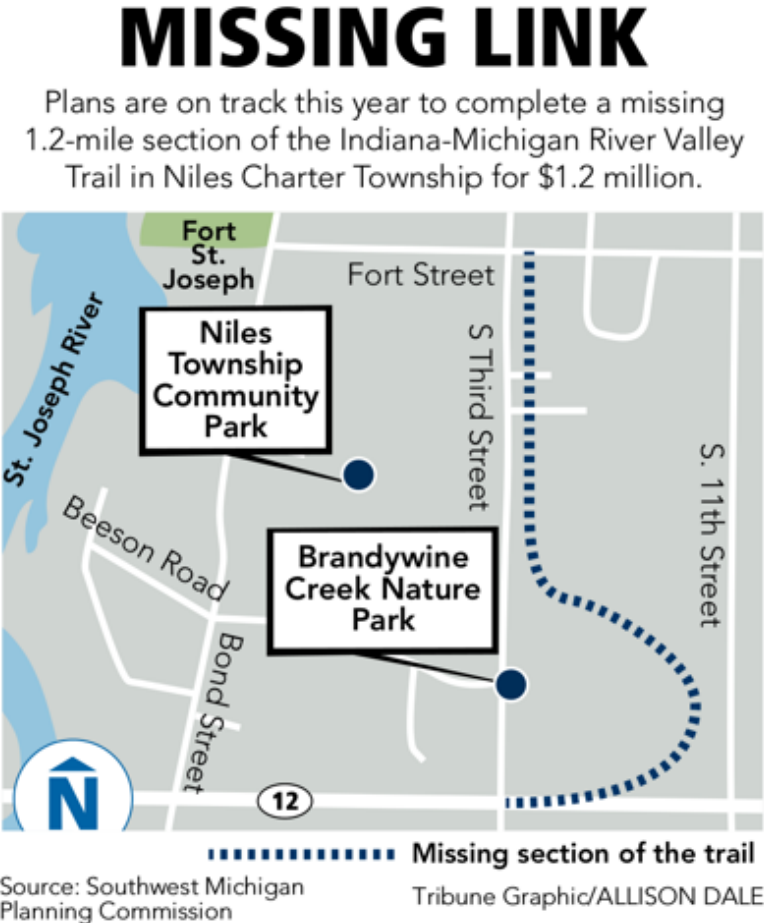 MISSING LINK
Plans are on track this year to complete a missing
1.2-mile section of the Indiana-Michigan River Valley
Trail in Niles Charter Township for $1.2 million.
Fort
St.
Joseph
Fort Street
St. Joseph River
Niles
Township
Community
Park
S Third Street
S. 11th Street
Beeson Road
Brandywine
Creek Nature
Park
Bond Street
N
12
Missing section of the trail
Source: Southwest Michigan
Planning Commission
Tribune Graphic/ALLISON DALE